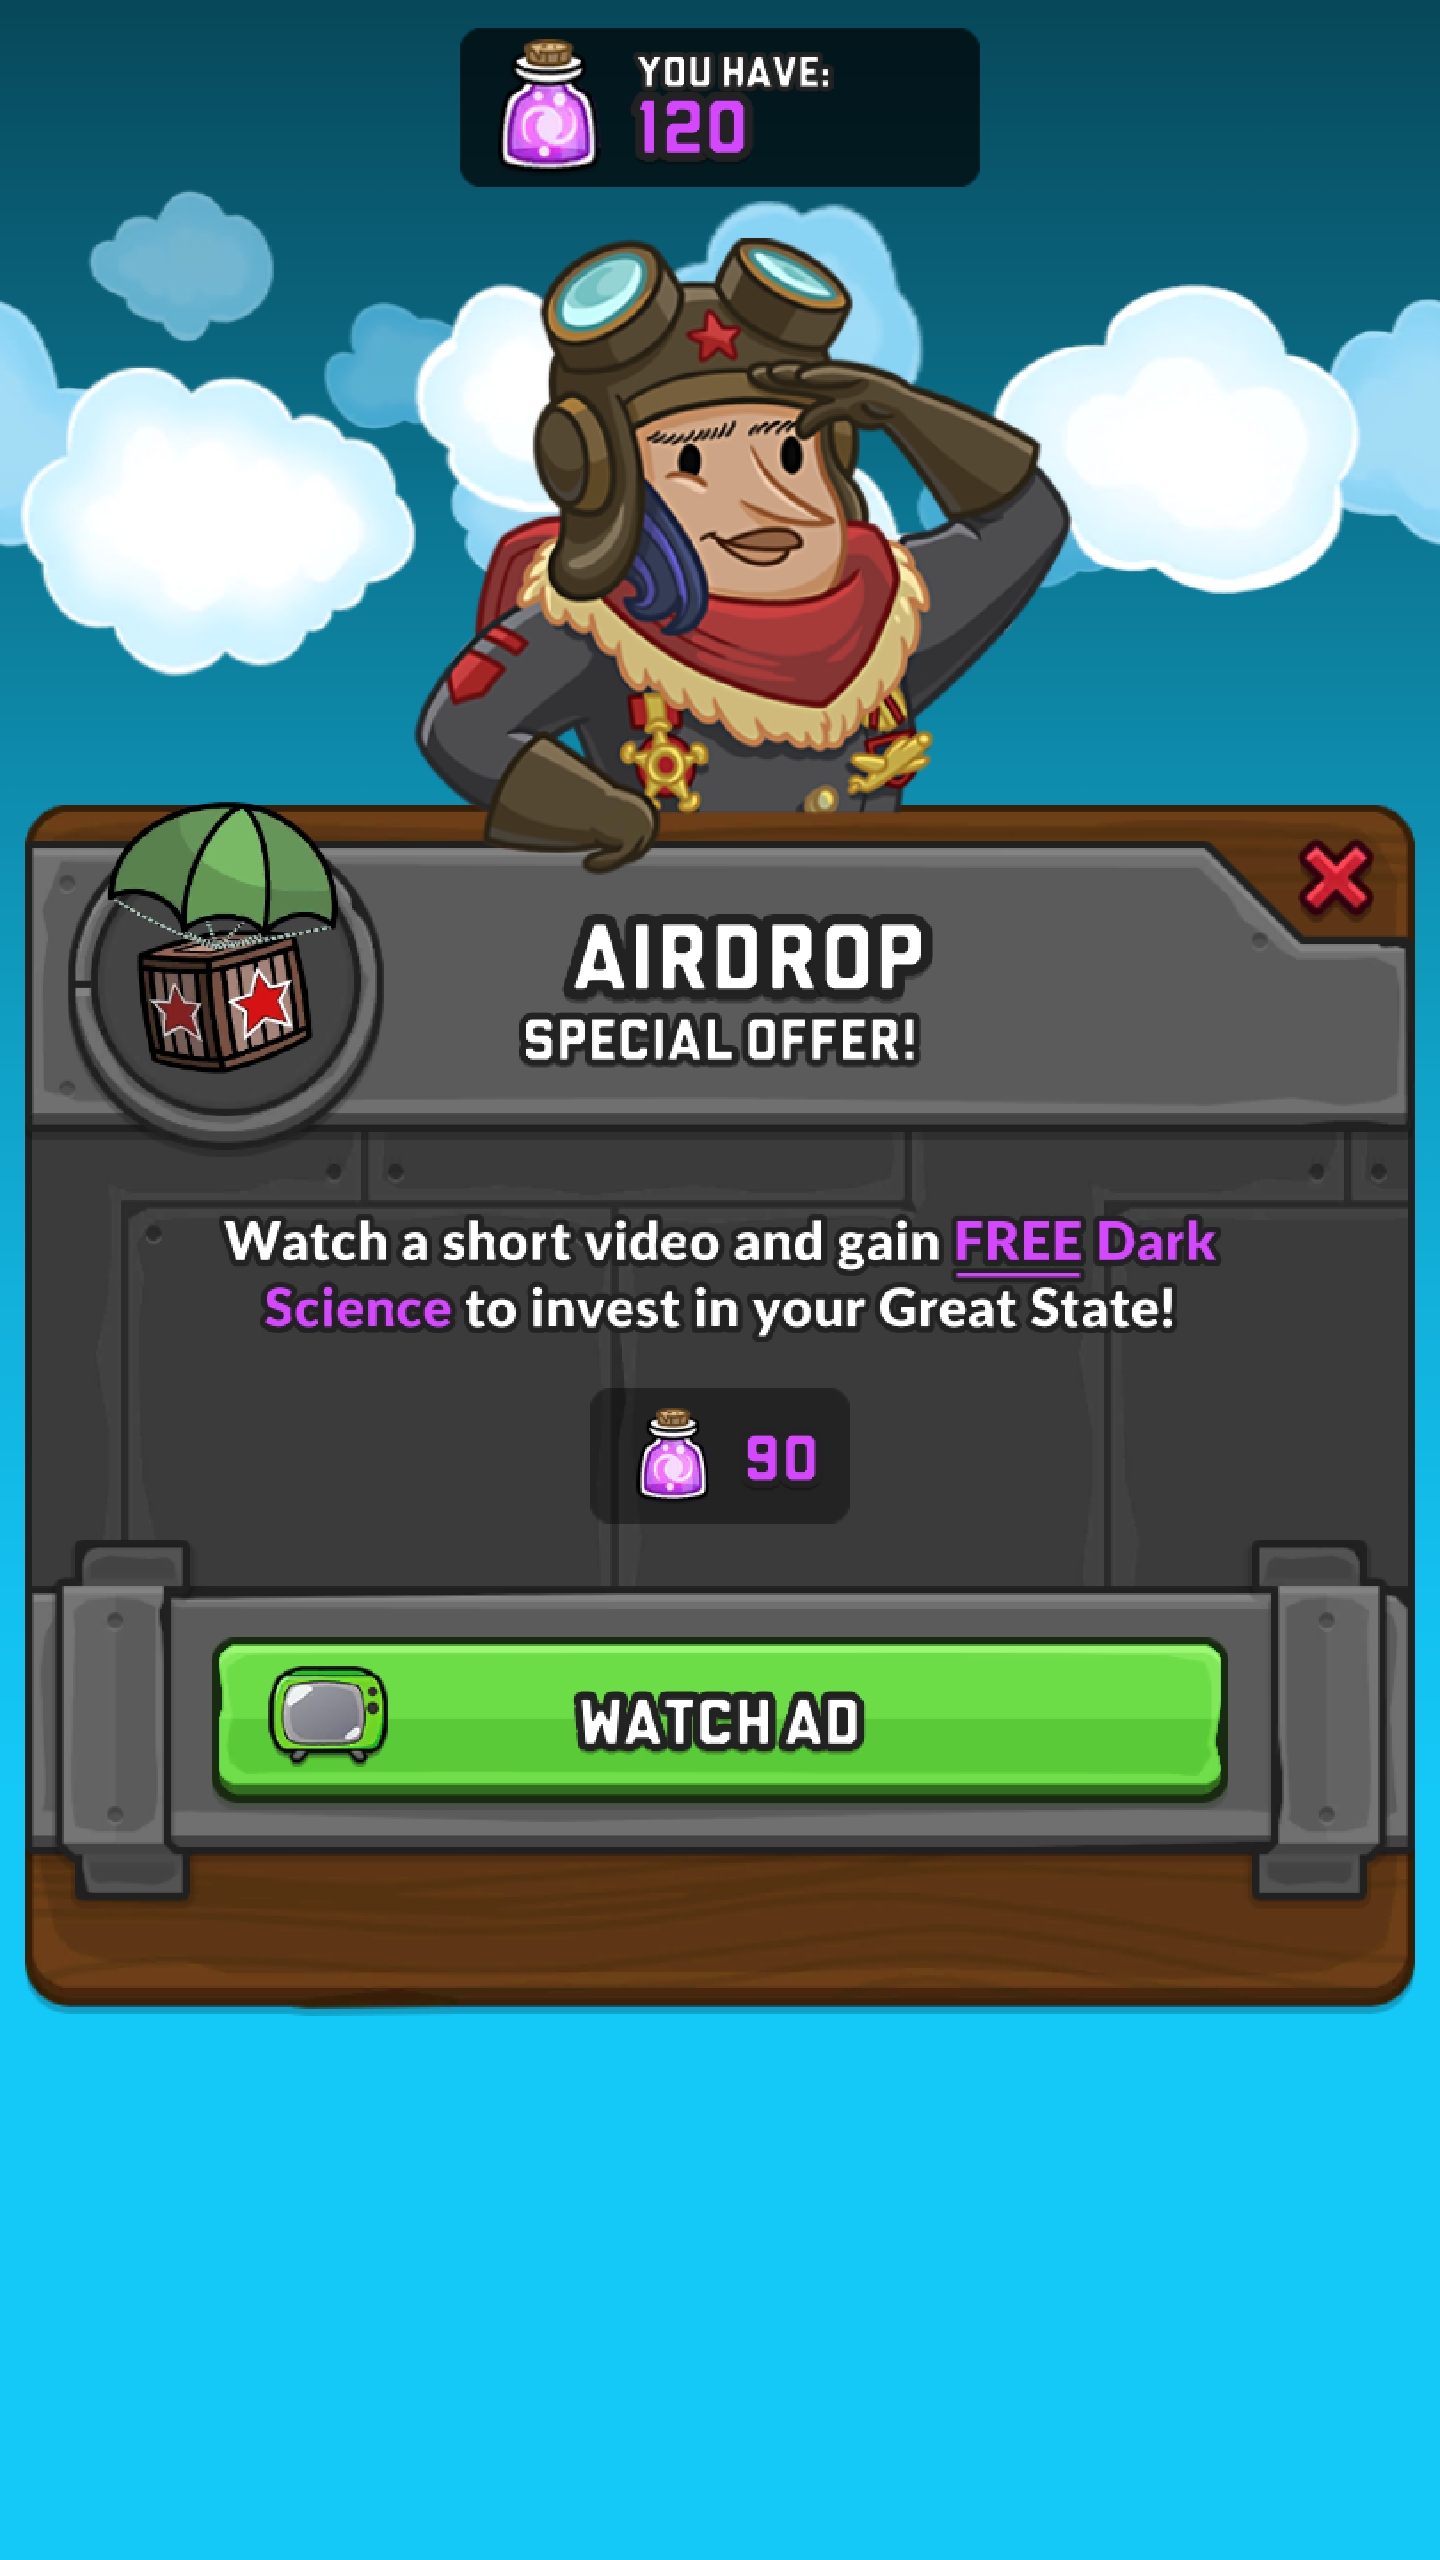 YOU HAVE:
120
AIRDROP
SPECIAL OFFER!
Watch a short video and gain FREE Dark
Science to invest in your Great State!
90
WATCH AD